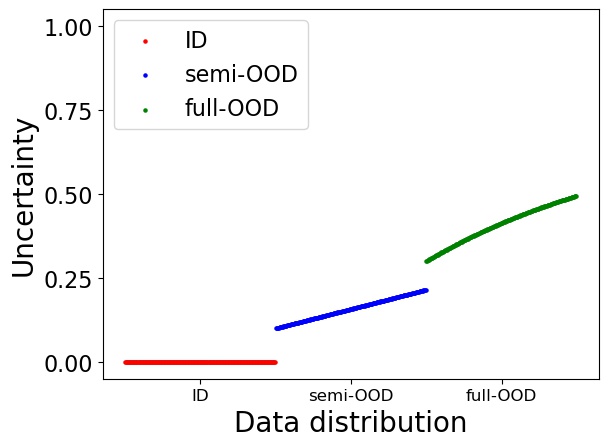 1.00
0.75
0.50
0.25
0.00
Uncertainty
ID
semi-OOD
full-OOD
ID semi-OOD full-OOD
Data distribution